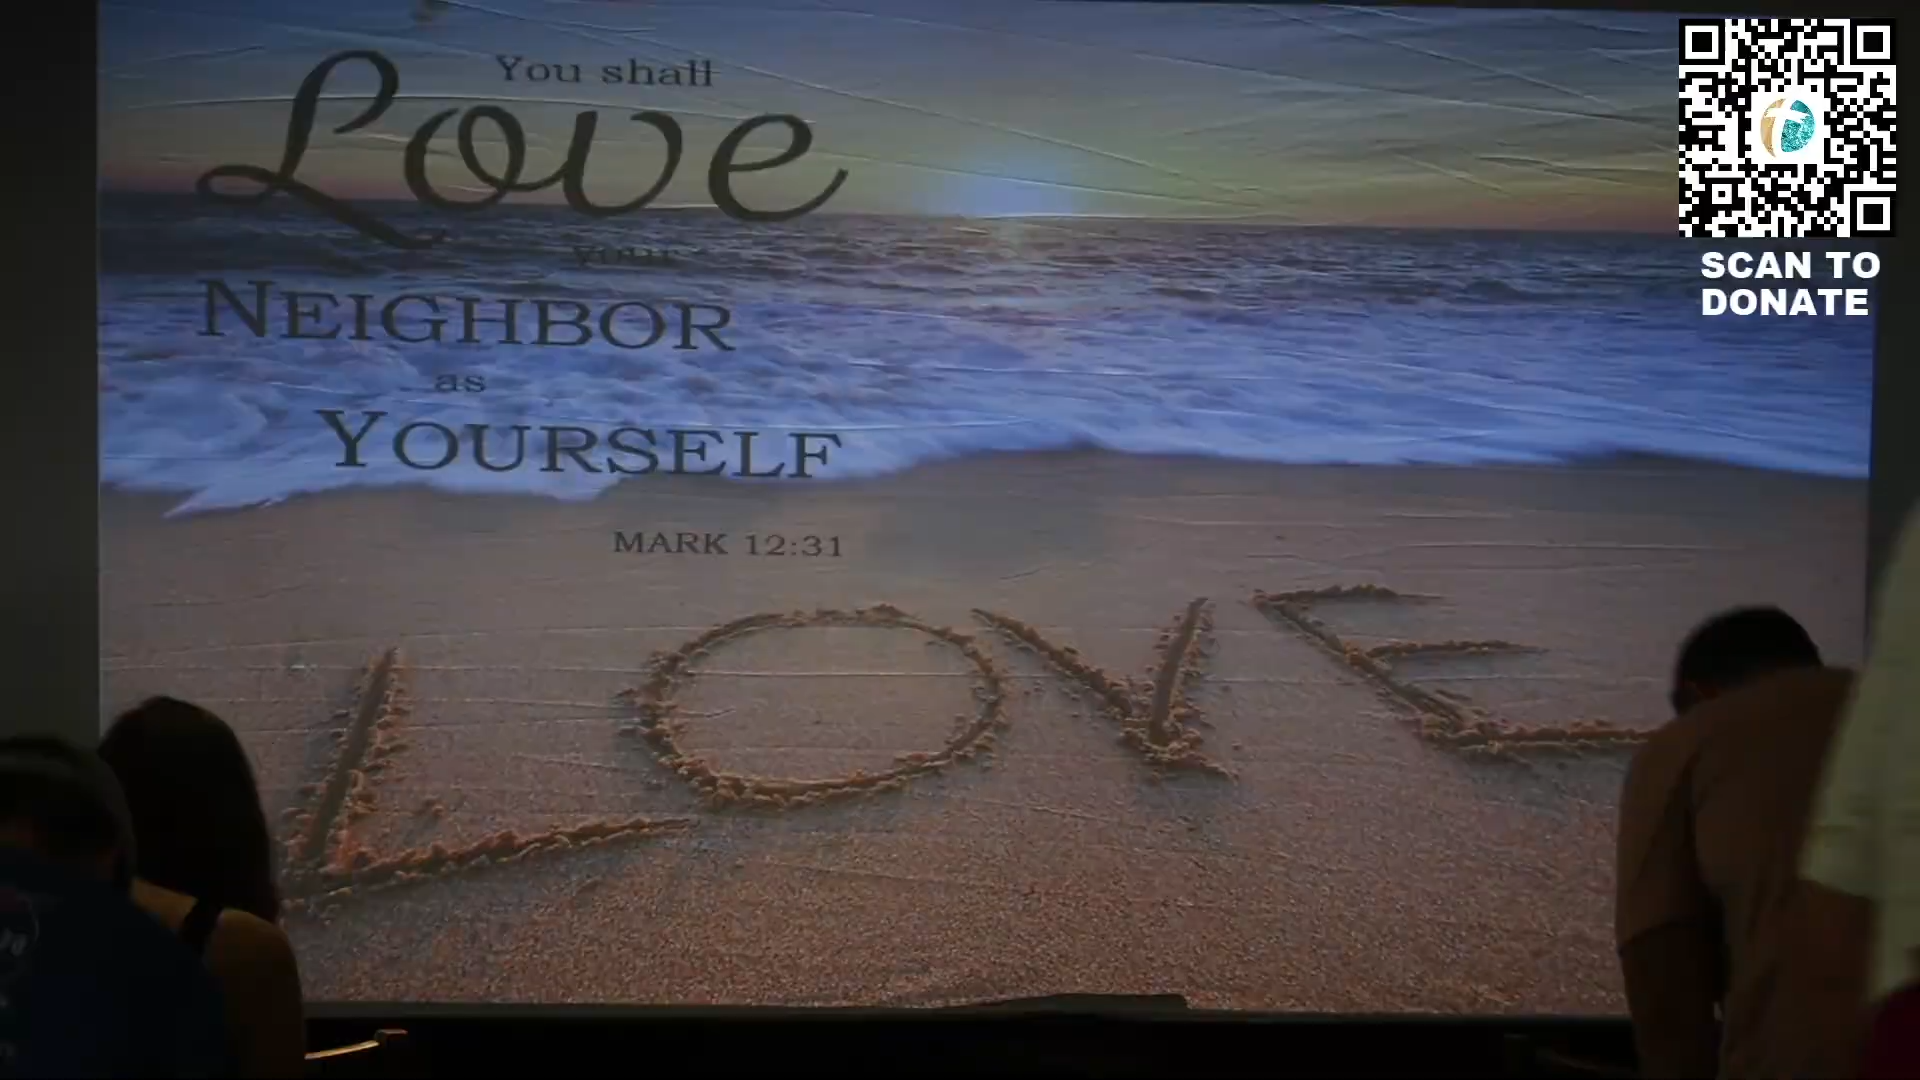 You shall
Love
your
NEIGHBOR
as
YOURSELF
MARK 12:31
LOVE
SCAN TO
DONATE